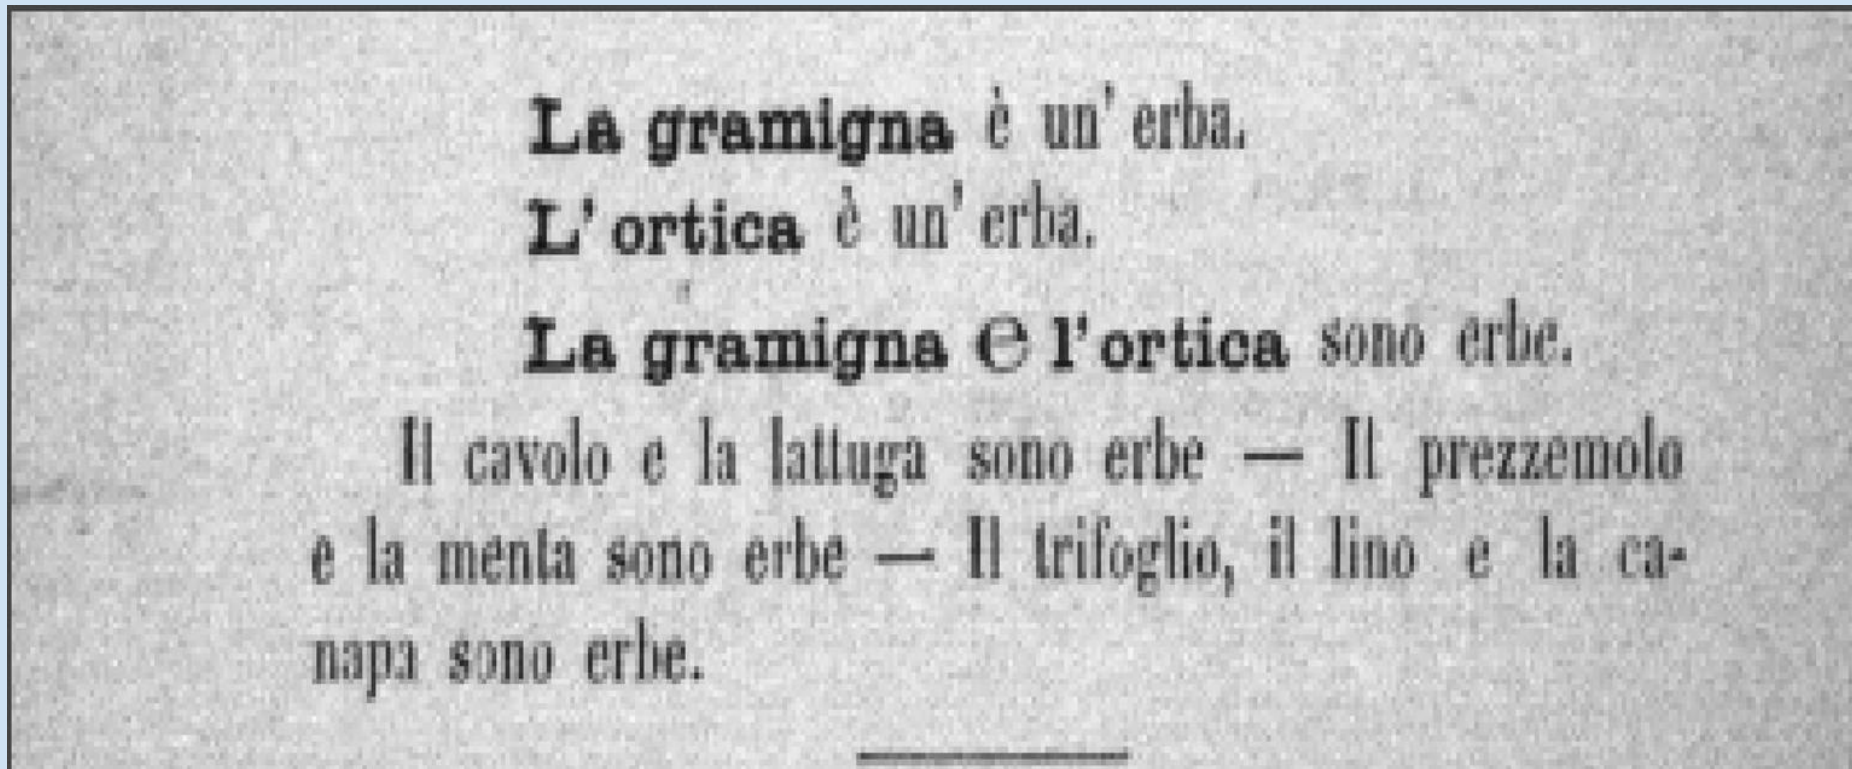 La gramigna è un' erba.
L' ortica è un' erba.
La gramigna e l'ortica sono erbe.
Il cavolo e la lattuga sono erbe — Il prezzemolo
e la menta sono erbe — Il trifoglio, il lino e la ca-
napa sono erbe.